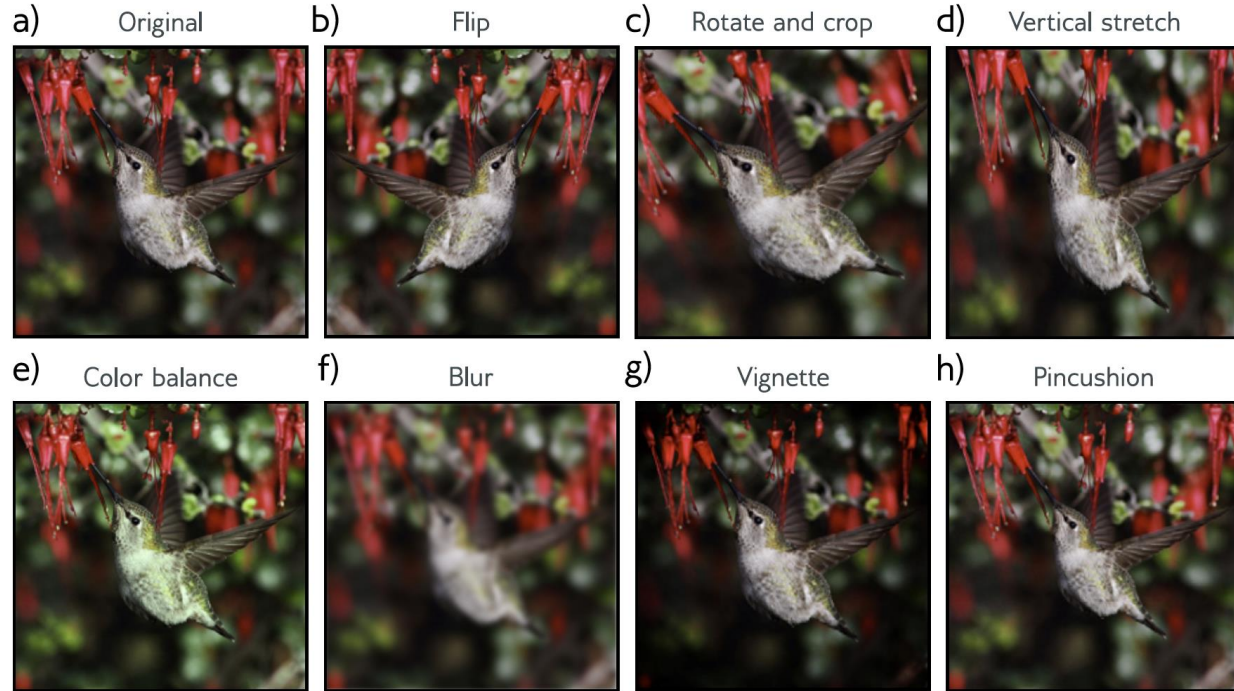 a) Original
b) Flip
c) Rotate and crop
d) Vertical stretch
e) Color balance
f) Blur
g) Vignette
h) Pincushion